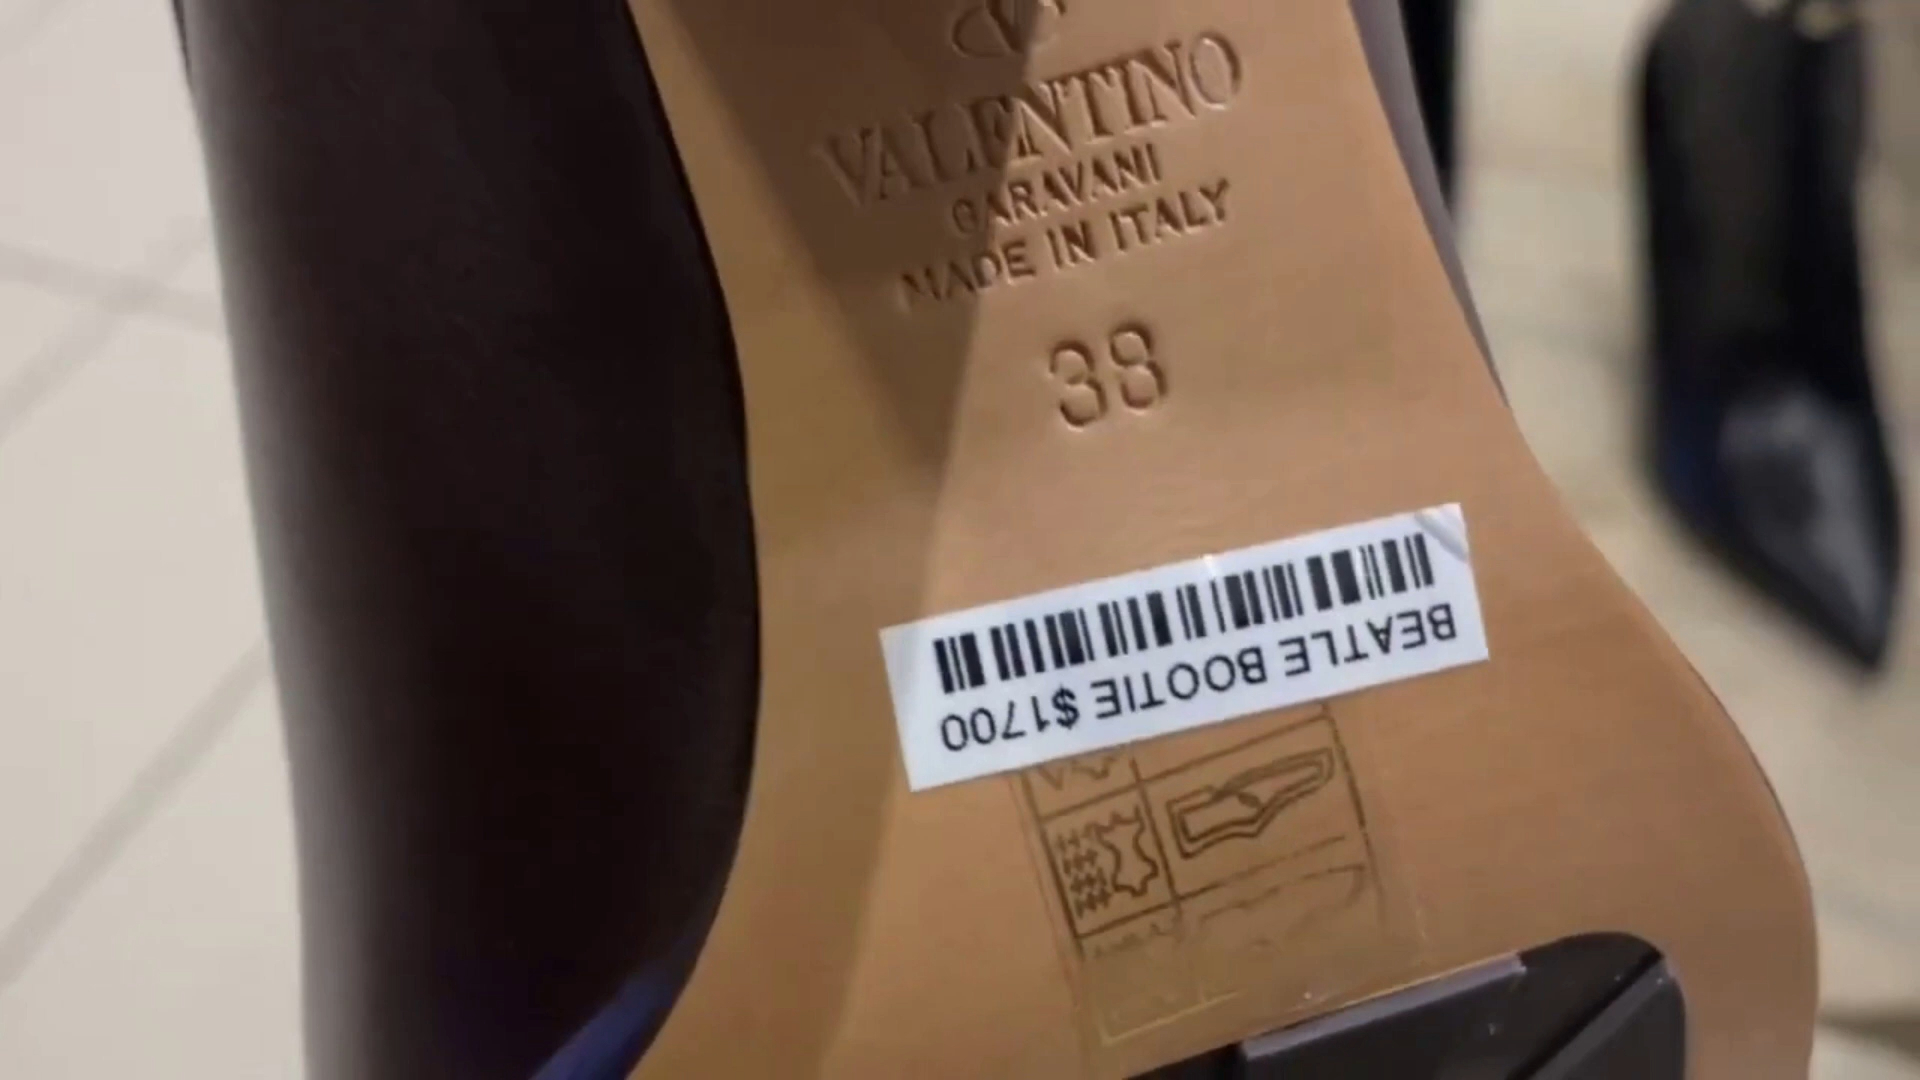 VALENTINO
GARAVANI
MADE IN ITALY
38
BEATLE BOOTIE $1700